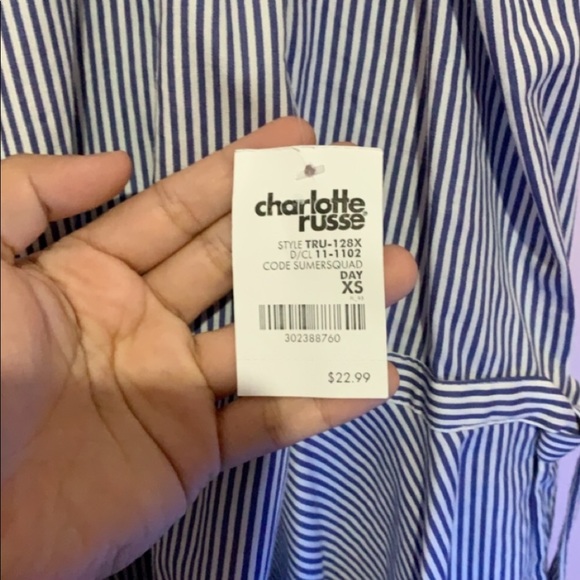 charlotte
russe
STYLE TRU-128X
D/CL 11-1102
CODE SUMERSQUAD
DAY
XS
302388760
$22.99